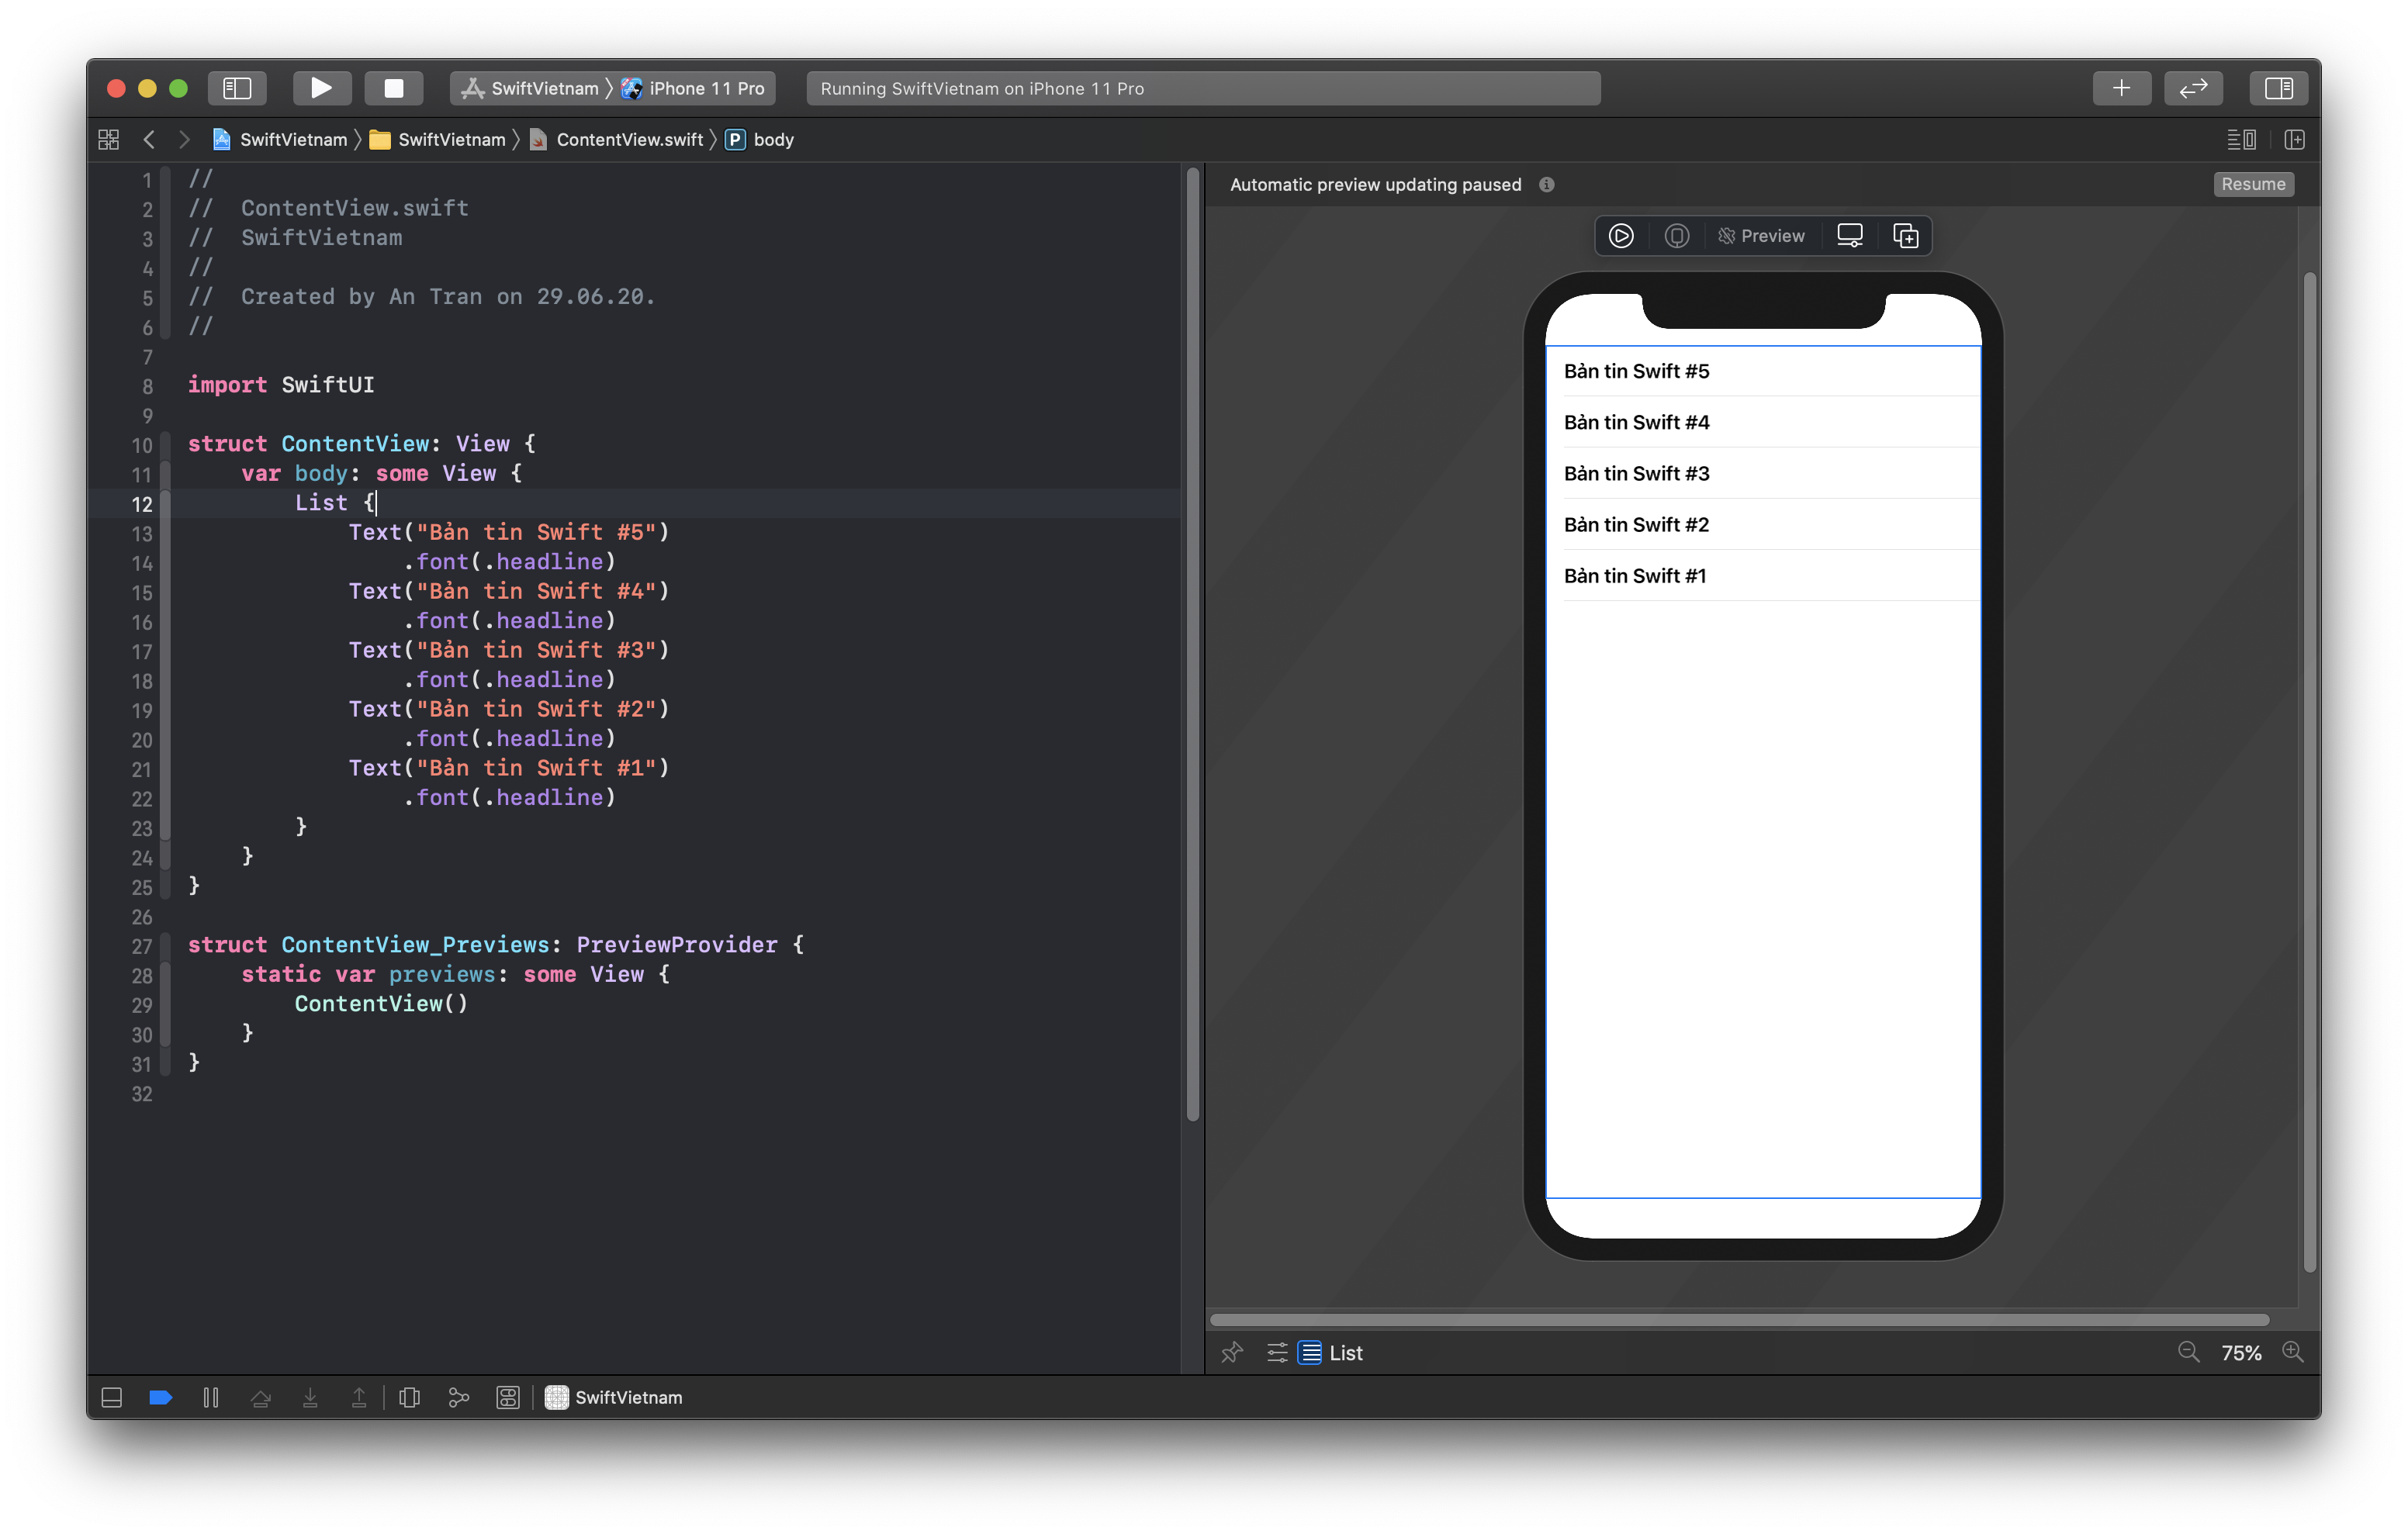 SwiftVietnam 〉 iPhone 11 Pro
Running SwiftVietnam on iPhone 11 Pro
SwiftVietnam 〉 SwiftVietnam 〉 ContentView.swift 〉 P body
1 //
2 //  ContentView.swift
3 //  SwiftVietnam
4 //
5 //  Created by An Tran on 29.06.20.
6 //
7
8 import SwiftUI
9
10 struct ContentView: View {
11     var body: some View {
12         List {
13             Text("Bản tin Swift #5")
14                 .font(.headline)
15             Text("Bản tin Swift #4")
16                 .font(.headline)
17             Text("Bản tin Swift #3")
18                 .font(.headline)
19             Text("Bản tin Swift #2")
20                 .font(.headline)
21             Text("Bản tin Swift #1")
22                 .font(.headline)
23         }
24     }
25 }
26
27 struct ContentView_Previews: PreviewProvider {
28     static var previews: some View {
29         ContentView()
30     }
31 }
32
Automatic preview updating paused
Resume
Preview
Bản tin Swift #5
Bản tin Swift #4
Bản tin Swift #3
Bản tin Swift #2
Bản tin Swift #1
List
75%
SwiftVietnam